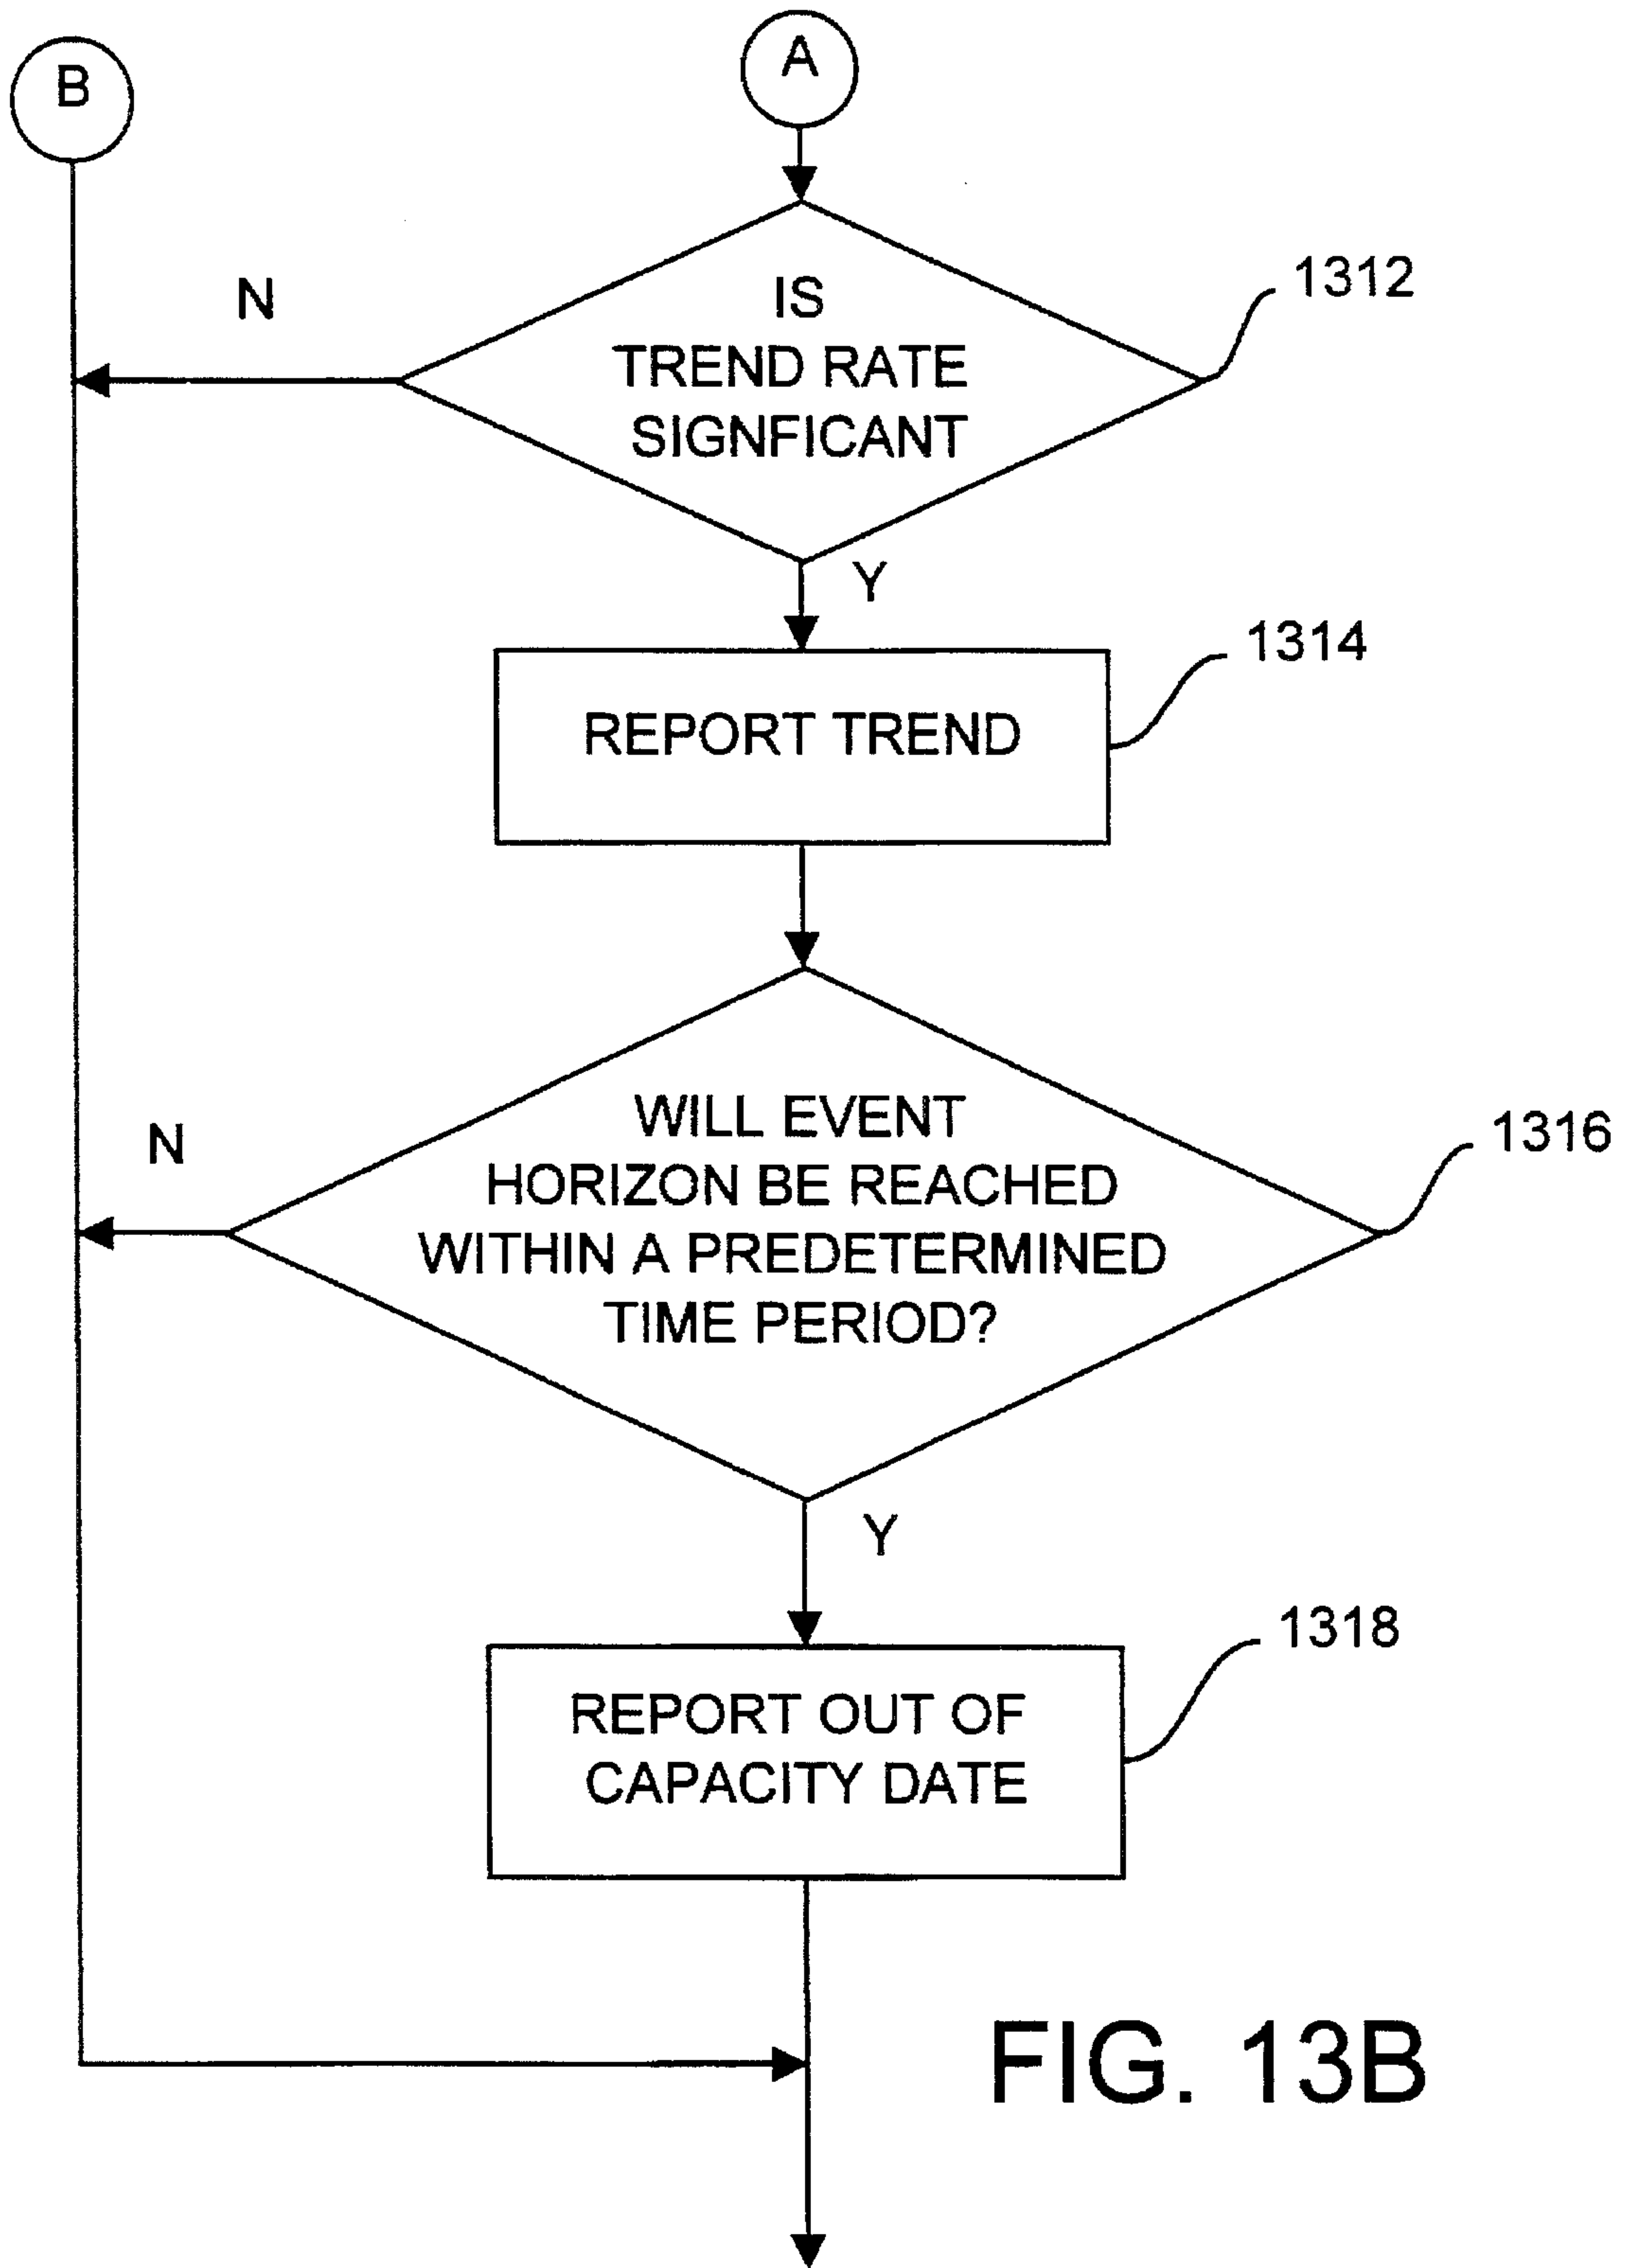 B
A
N
IS
TREND RATE
SIGNFICANT
1312
Y
REPORT TREND
1314
N
WILL EVENT
HORIZON BE REACHED
WITHIN A PREDETERMINED
TIME PERIOD?
1316
Y
REPORT OUT OF
CAPACITY DATE
1318
FIG. 13B